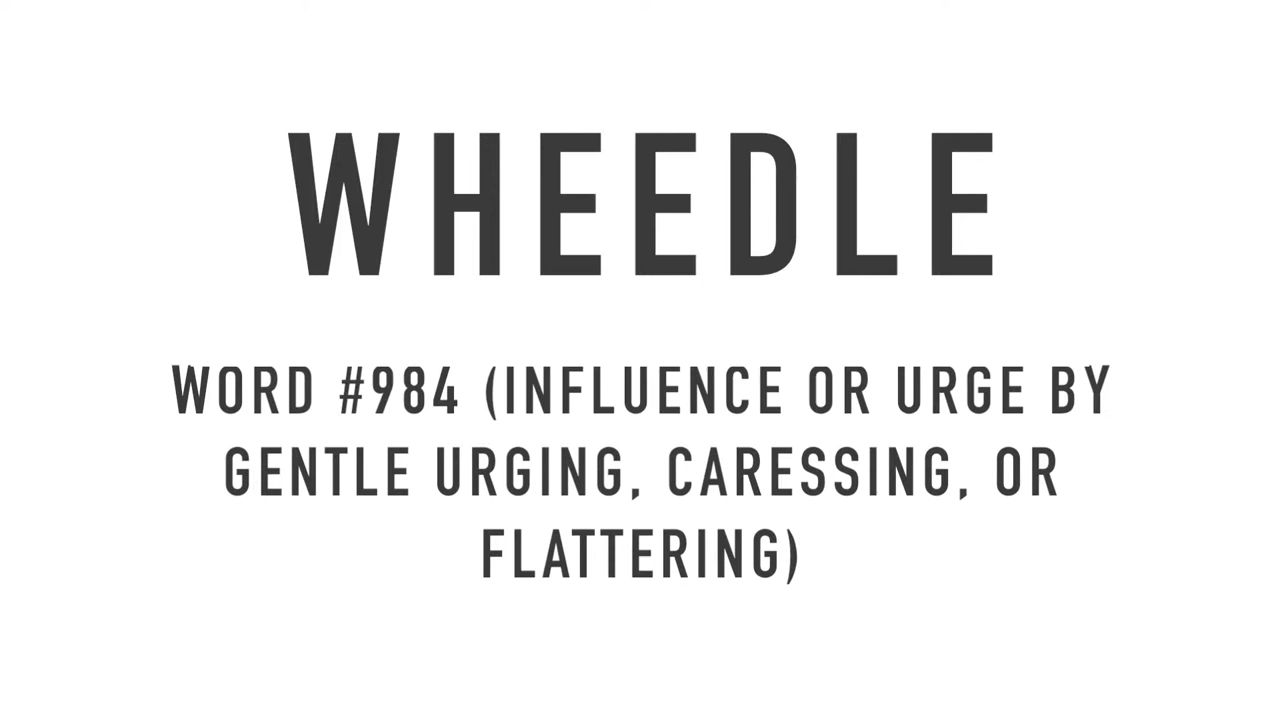 WHEEDLE
WORD #984 (INFLUENCE OR URGE BY
GENTLE URGING, CARESSING, OR
FLATTERING)